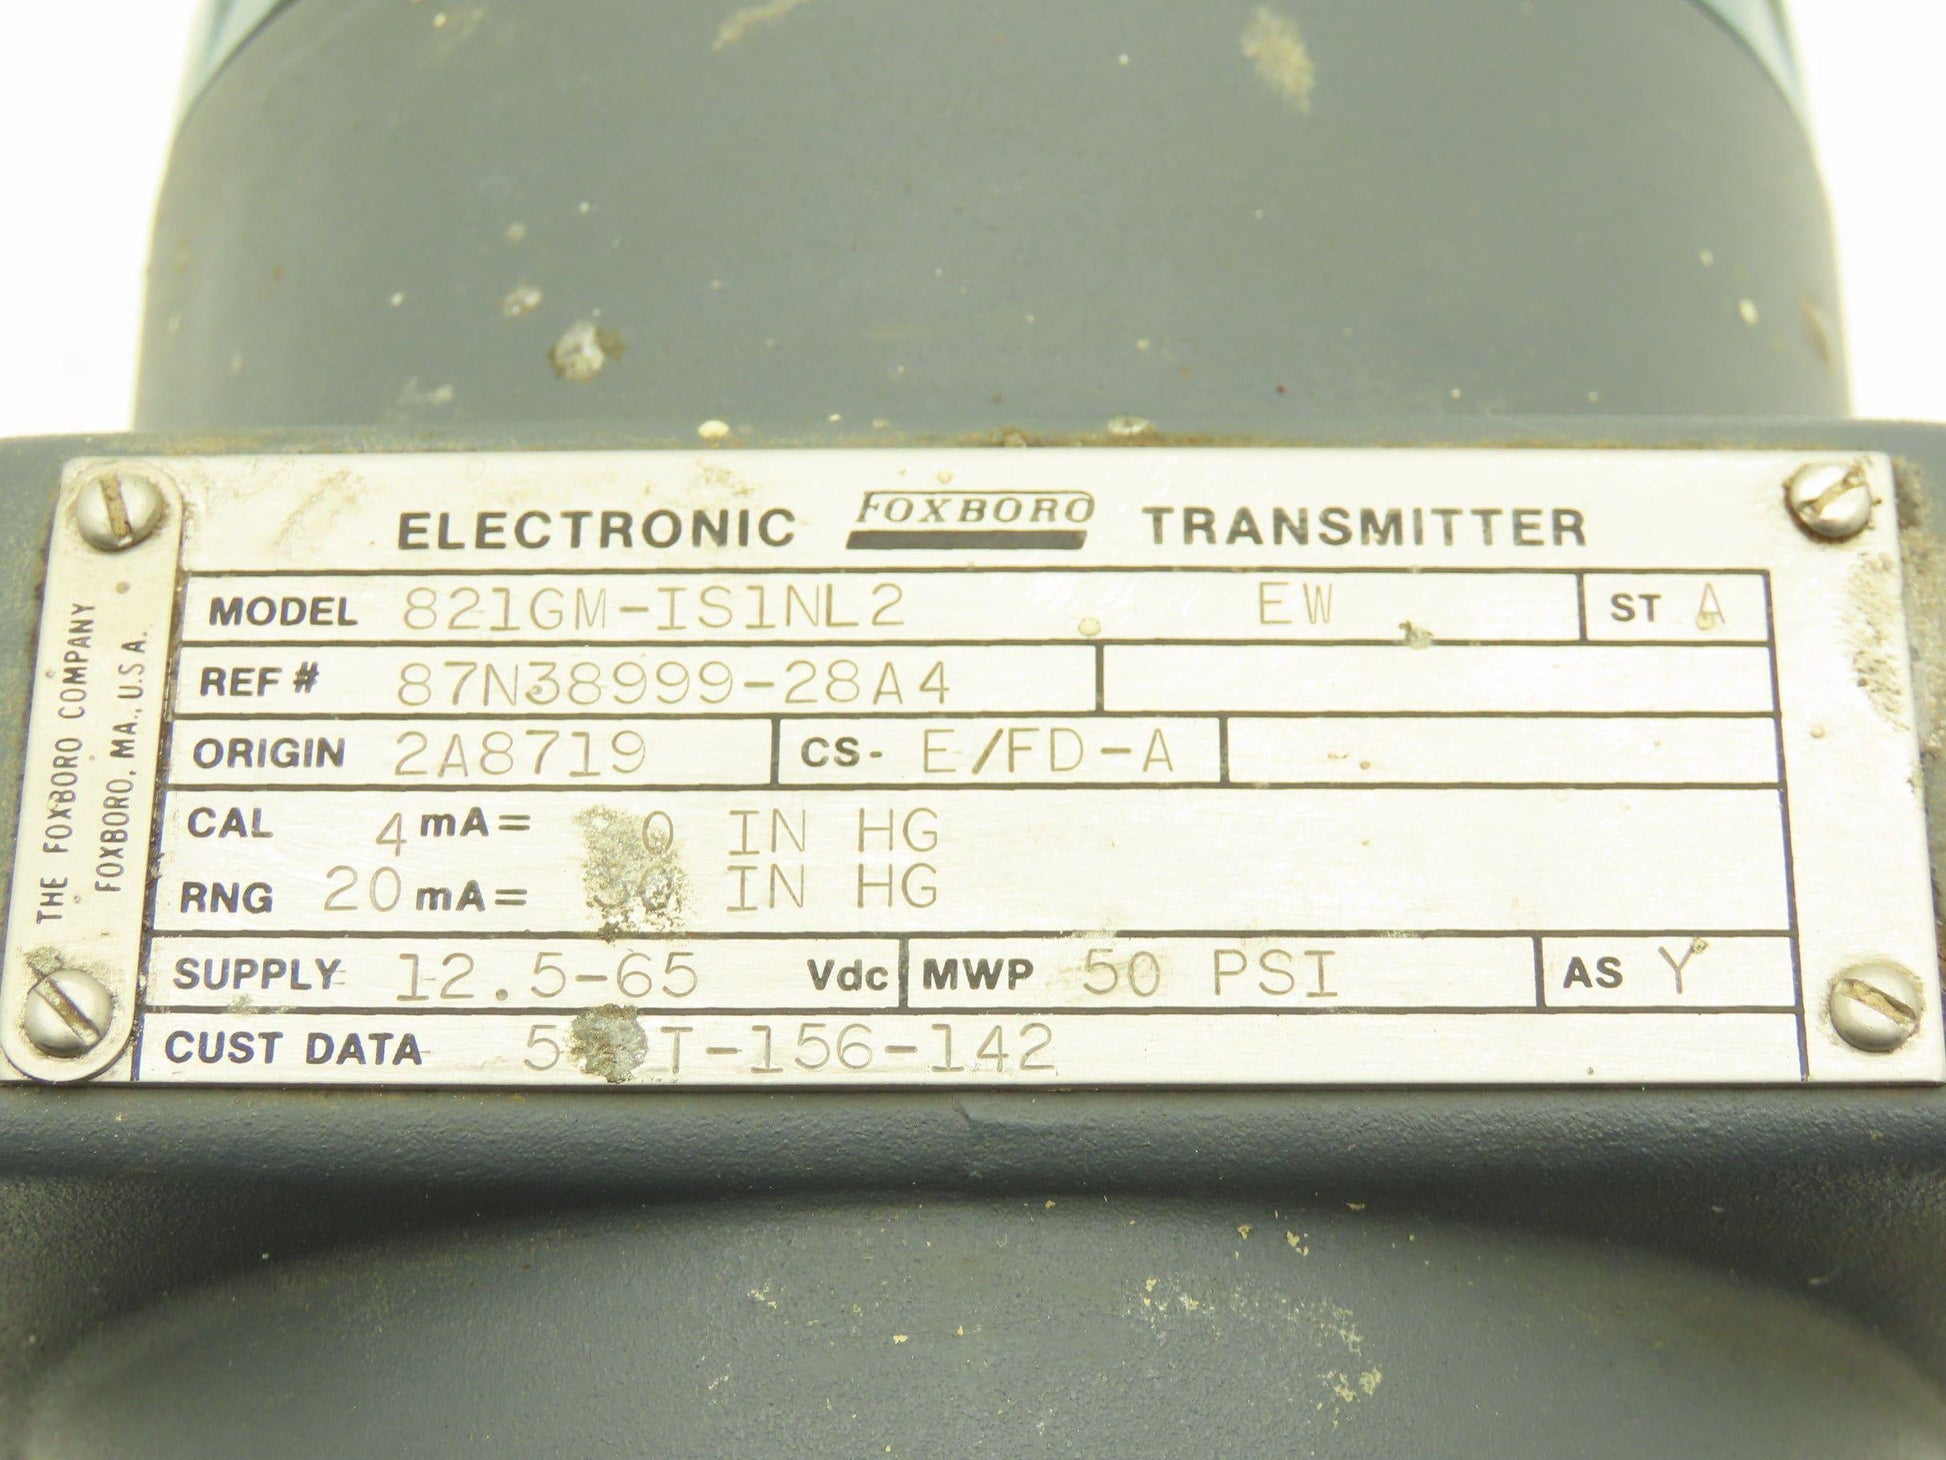 ELECTRONIC FOXBORO TRANSMITTER
MODEL 821GM-IS1NL2 EW ST A
REF # 87N38999-28A4
ORIGIN 2A8719 CS- E/FD-A
CAL 4 mA= 0 IN HG
RNG 20 mA= IN HG
SUPPLY 12.5-65 Vdc MWP 50 PSI AS Y
CUST DATA T-156-142
THE FOXBORO COMPANY
FOXBORO, MA., U.S.A.